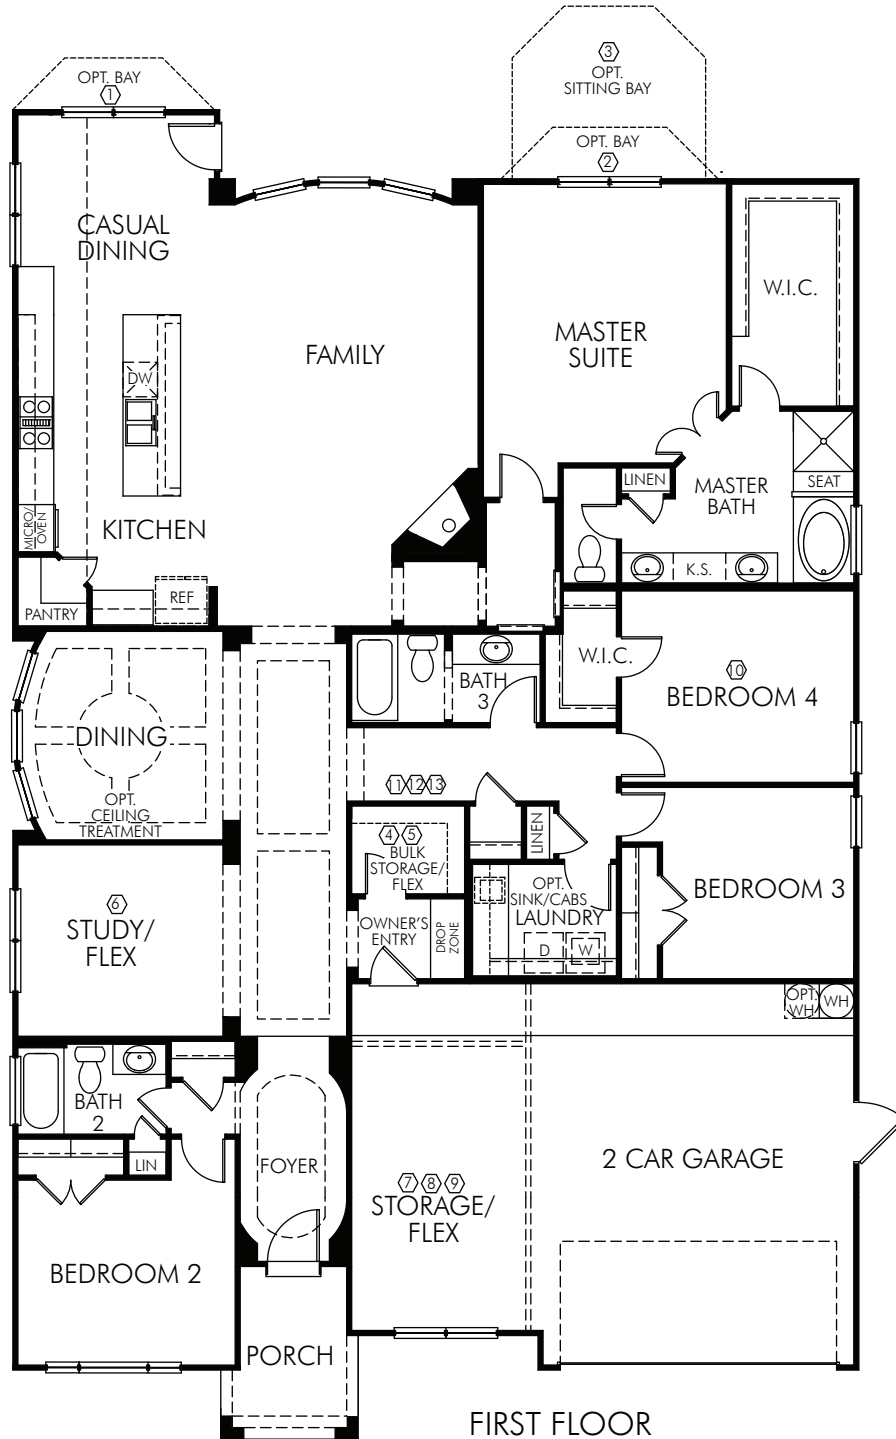 3
OPT.
SITTING BAY
OPT. BAY
1
OPT. BAY
2
CASUAL
DINING
W.I.C.
MASTER
SUITE
FAMILY
DW
LINEN
SEAT
MASTER
BATH
MICRO/
OVEN
KITCHEN
K.S.
REF
PANTRY
W.I.C.
10
BEDROOM 4
BATH
3
DINING
OPT.
CEILING
TREATMENT
11 12 13
LINEN
4 5
BULK
STORAGE/
FLEX
OPT.
SINK/CABS
LAUNDRY
BEDROOM 3
6
STUDY/
FLEX
OWNER'S
ENTRY
DROP
ZONE
D
W
OPT.
WH
WH
BATH
2
LIN
FOYER
2 CAR GARAGE
7 8 9
STORAGE/
FLEX
BEDROOM 2
PORCH
FIRST FLOOR